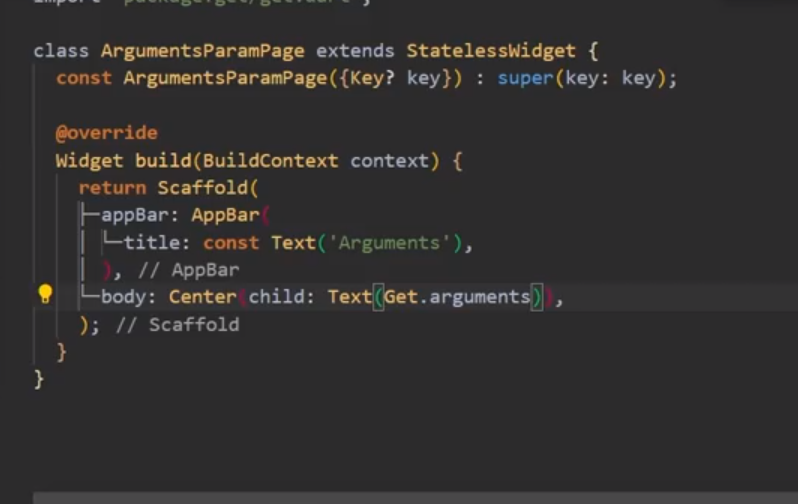 import 'package:get/get.dart';
class ArgumentsParamPage extends StatelessWidget {
const ArgumentsParamPage({Key? key}) : super(key: key);
@override
Widget build(BuildContext context) {
return Scaffold(
appBar: AppBar(
title: const Text('Arguments'),
), // AppBar
body: Center(child: Text(Get.arguments)),
); // Scaffold
}
}